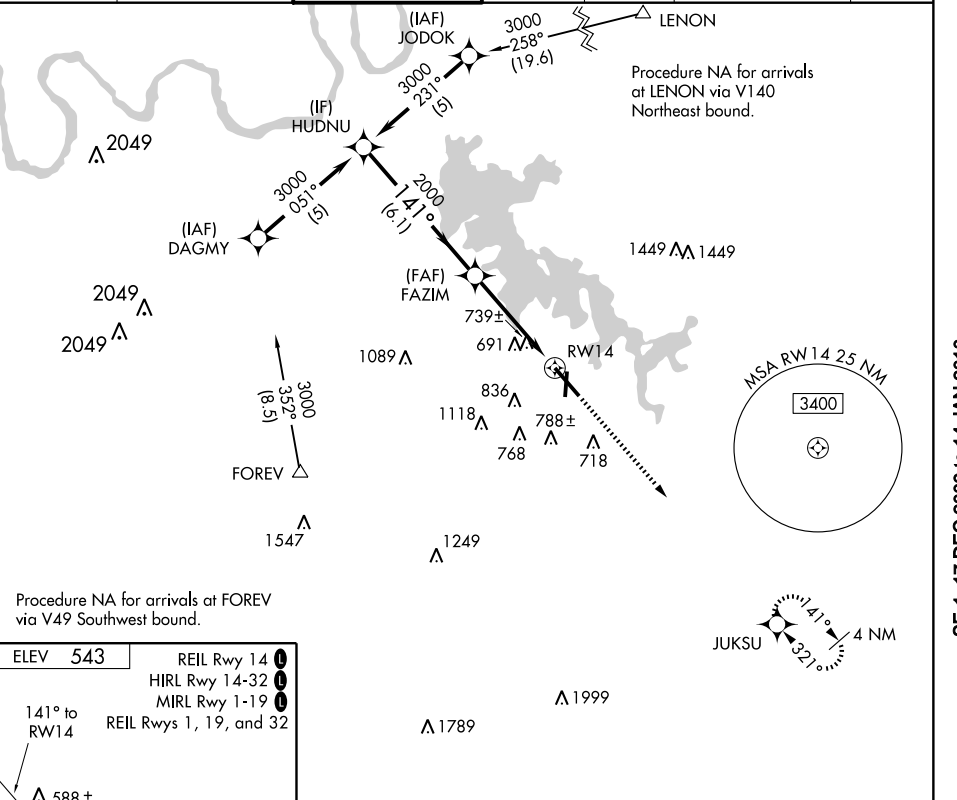 (IAF)
JODOK
3000
258°
(19.6)
LENON
3000
231°
(5)
Procedure NA for arrivals
at LENON via V140
Northeast bound.
(IF)
HUDNU
2049
3000
051°
(5)
2000
141°
(6.1)
(IAF)
DAGMY
1449
1449
(FAF)
FAZIM
2049
2049
739±
691
RW14
1089
MSA RW14 25 NM
3400
3000
352°
(8.5)
836
1118
788±
768
718
FOREV
1547
1249
Procedure NA for arrivals at FOREV
via V49 Southwest bound.
JUKSU
141°
321°
4 NM
ELEV 543
REIL Rwy 14 L
HIRL Rwy 14-32 L
MIRL Rwy 1-19 L
REIL Rwys 1, 19, and 32
141° to
RW14
588 ±
1999
1789